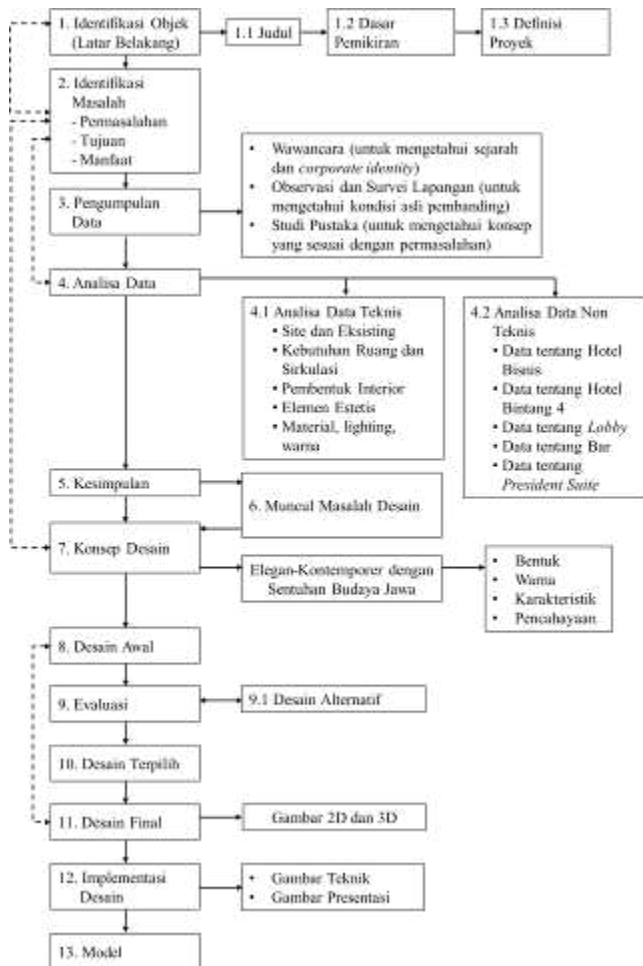 1. Identifikasi Objek
(Latar Belakang)
1.1 Judul
1.2 Dasar
Pemikiran
1.3 Definisi
Proyek
2. Identifikasi
Masalah
- Permasalahan
- Tujuan
- Manfaat
• Wawancara (untuk mengetahui sejarah
dan corporate identity)
• Observasi dan Survei Lapangan (untuk
mengetahui kondisi asli pembanding)
• Studi Pustaka (untuk mengetahui konsep
yang sesuai dengan permasalahan)
3. Pengumpulan
Data
4. Analisa Data
4.1 Analisa Data Teknis
• Site dan Eksisting
• Kebutuhan Ruang dan
Sirkulasi
• Pembentuk Interior
• Elemen Estetis
• Material, lighting,
warna
4.2 Analisa Data Non
Teknis
• Data tentang Hotel
Bisnis
• Data tentang Hotel
Bintang 4
• Data tentang Lobby
• Data tentang Bar
• Data tentang
President Suite
5. Kesimpulan
6. Muncul Masalah Desain
7. Konsep Desain
Elegan-Kontemporer dengan
Sentuhan Budaya Jawa
• Bentuk
• Warna
• Karakteristik
• Pencahayaan
8. Desain Awal
9. Evaluasi
9.1 Desain Alternatif
10. Desain Terpilih
11. Desain Final
Gambar 2D dan 3D
12. Implementasi
Desain
• Gambar Teknik
• Gambar Presentasi
13. Model